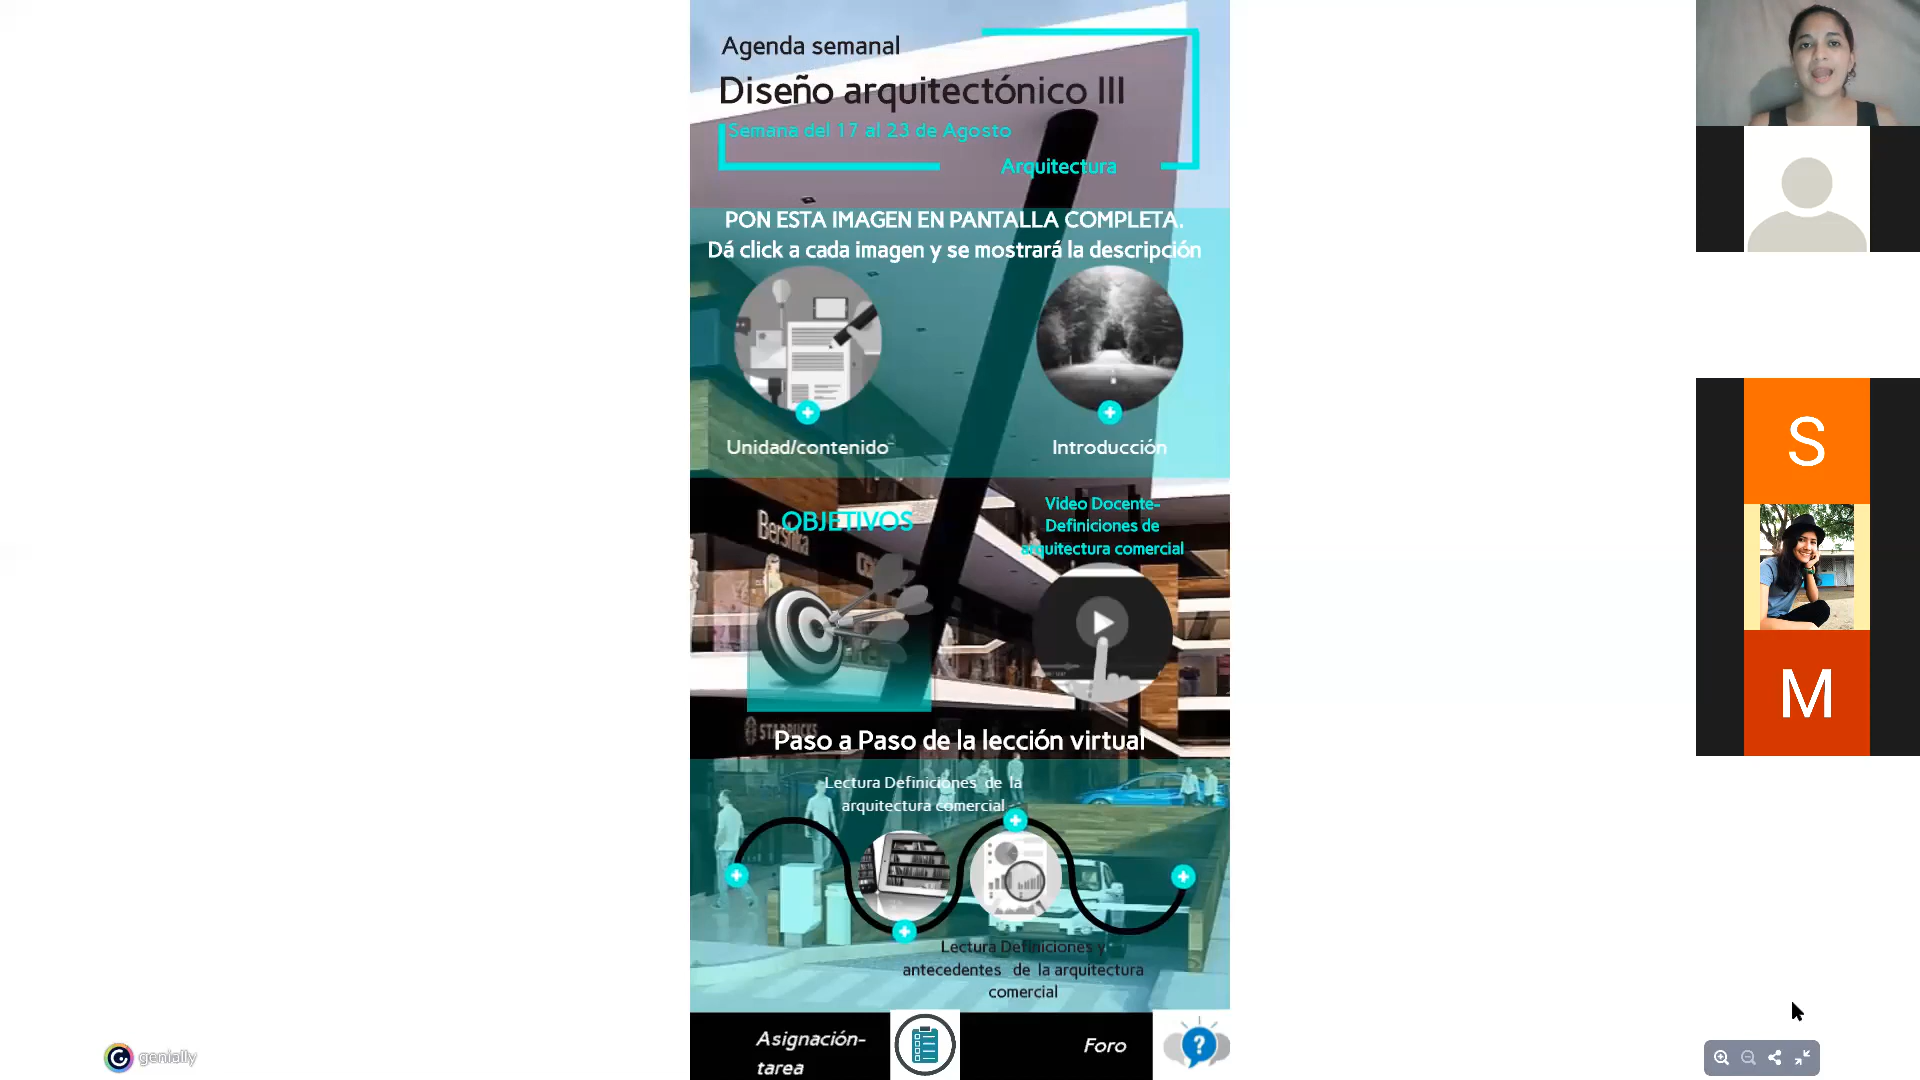 Agenda semanal
Diseño arquitectónico III
Semana del 17 al 23 de Agosto
Arquitectura
PON ESTA IMAGEN EN PANTALLA COMPLETA.
Dá click a cada imagen y se mostrará la descripción
Unidad/contenido
Introducción
OBJETIVOS
Bershka
Video Docente-
Definiciones de
arquitectura comercial
STARBUCKS
Paso a Paso de la lección virtual
Lectura Definiciones de la
arquitectura comercial
Lectura Definiciones y
antecedentes de la arquitectura
comercial
Asignación-
tarea
Foro
?
genially
S
M